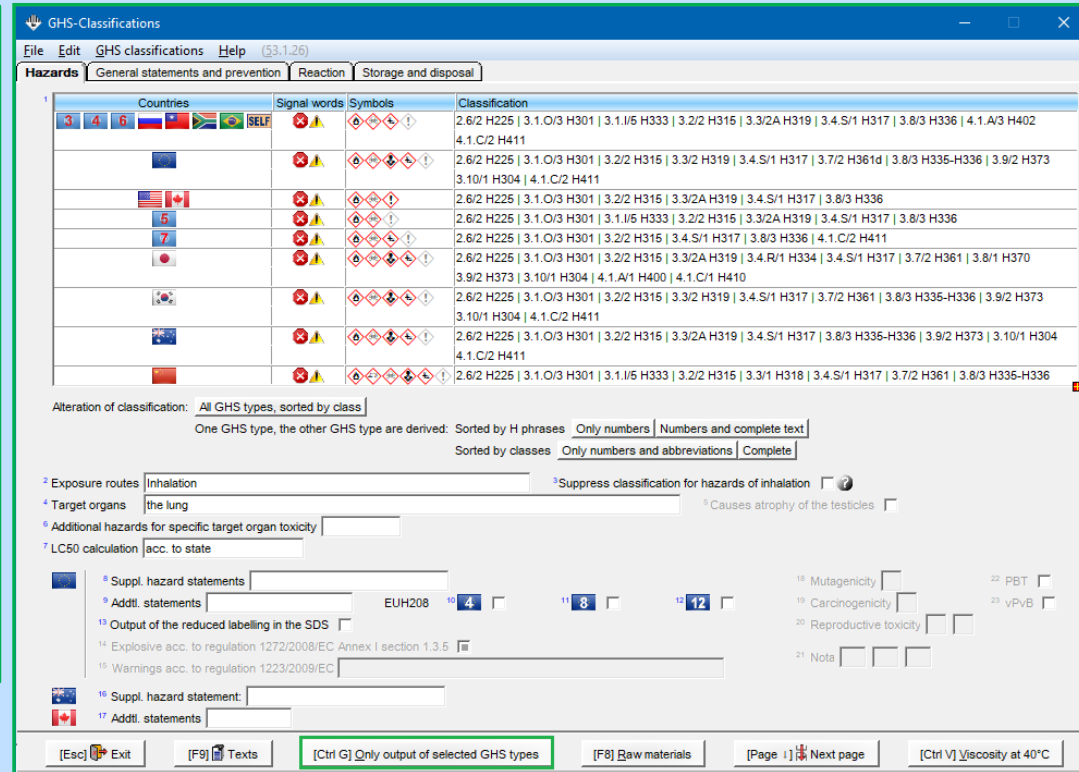 GHS-Classifications
File Edit GHS classifications Help (53.1.26)
Hazards General statements and prevention Reaction Storage and disposal
1 Countries Signal words Symbols Classification
3 4 6 SELF 2.6/2 H225 | 3.1.O/3 H301 | 3.1.I/5 H333 | 3.2/2 H315 | 3.3/2A H319 | 3.4.S/1 H317 | 3.8/3 H336 | 4.1.A/3 H402
4.1.C/2 H411
2.6/2 H225 | 3.1.O/3 H301 | 3.2/2 H315 | 3.3/2 H319 | 3.4.S/1 H317 | 3.7/2 H361d | 3.8/3 H335-H336 | 3.9/2 H373
3.10/1 H304 | 4.1.C/2 H411
2.6/2 H225 | 3.1.O/3 H301 | 3.2/2 H315 | 3.3/2A H319 | 3.4.S/1 H317 | 3.8/3 H336
5 2.6/2 H225 | 3.1.O/3 H301 | 3.1.I/5 H333 | 3.2/2 H315 | 3.3/2A H319 | 3.4.S/1 H317 | 3.8/3 H336
7 2.6/2 H225 | 3.1.O/3 H301 | 3.2/2 H315 | 3.4.S/1 H317 | 3.8/3 H336 | 4.1.C/2 H411
2.6/2 H225 | 3.1.O/3 H301 | 3.2/2 H315 | 3.3/2A H319 | 3.4.R/1 H334 | 3.4.S/1 H317 | 3.7/2 H361 | 3.8/1 H370
3.9/2 H373 | 3.10/1 H304 | 4.1.A/1 H400 | 4.1.C/1 H410
2.6/2 H225 | 3.1.O/3 H301 | 3.2/2 H315 | 3.3/2 H319 | 3.4.S/1 H317 | 3.7/2 H361 | 3.8/3 H335-H336 | 3.9/2 H373
3.10/1 H304 | 4.1.C/2 H411
2.6/2 H225 | 3.1.O/3 H301 | 3.2/2 H315 | 3.3/2A H319 | 3.4.S/1 H317 | 3.8/3 H335-H336 | 3.9/2 H373 | 3.10/1 H304
4.1.C/2 H411
2.6/2 H225 | 3.1.O/3 H301 | 3.1.I/5 H333 | 3.2/2 H315 | 3.3/1 H318 | 3.4.S/1 H317 | 3.7/2 H361 | 3.8/3 H335-H336
Alteration of classification: All GHS types, sorted by class
One GHS type, the other GHS type are derived: Sorted by H phrases Only numbers Numbers and complete text
Sorted by classes Only numbers and abbreviations Complete
2 Exposure routes Inhalation 3 Suppress classification for hazards of inhalation ?
4 Target organs the lung 5 Causes atrophy of the testicles
6 Additional hazards for specific target organ toxicity
7 LC50 calculation acc. to state
8 Suppl. hazard statements 18 Mutagenicity 22 PBT
9 Addtl. statements EUH208 10 4 11 8 12 12 19 Carcinogenicity 23 vPvB
13 Output of the reduced labelling in the SDS 20 Reproductive toxicity
14 Explosive acc. to regulation 1272/2008/EC Annex I section 1.3.5
15 Warnings acc. to regulation 1223/2009/EC 21 Nota
16 Suppl. hazard statement:
17 Addtl. statements
[Esc] Exit [F9] Texts [Ctrl G] Only output of selected GHS types [F8] Raw materials [Page ↓] Next page [Ctrl V] Viscosity at 40°C